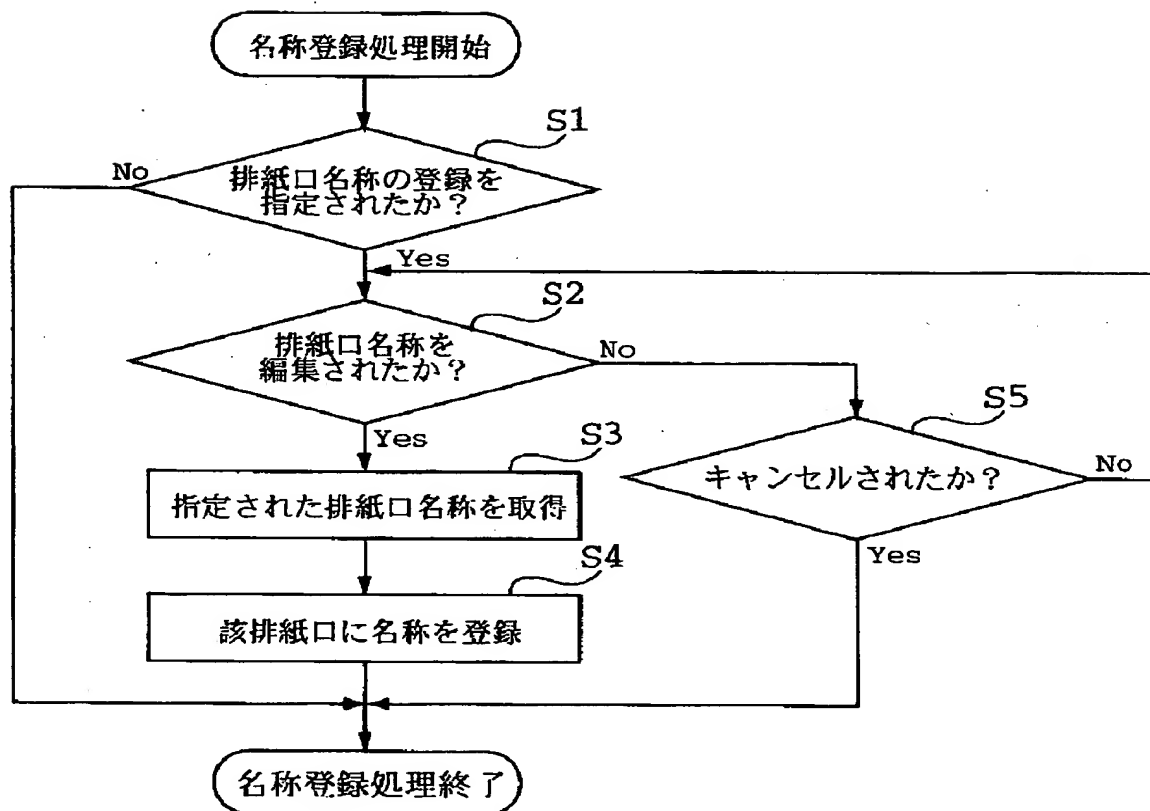 名称登録処理開始
S1
No
排紙口名称の登録を
指定されたか?
Yes
S2
排紙口名称を
編集されたか?
No
S5
キャンセルされたか?
No
Yes
Yes
S3
指定された排紙口名称を取得
S4
該排紙口に名称を登録
名称登録処理終了